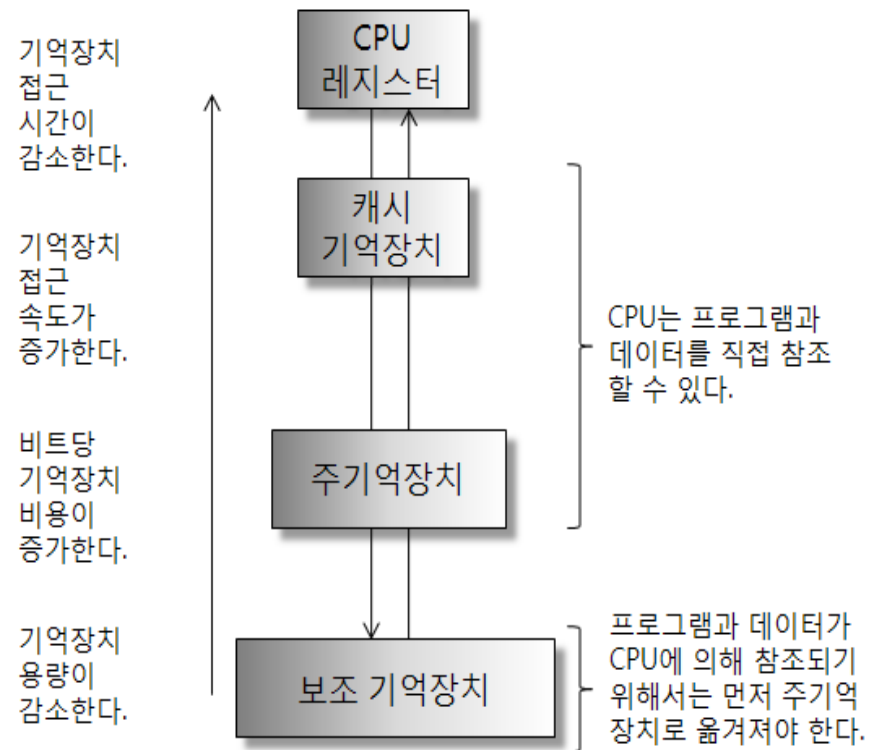 기억장치
접근
시간이
감소한다.
기억장치
접근
속도가
증가한다.
비트당
기억장치
비용이
증가한다.
기억장치
용량이
감소한다.
CPU
레지스터
캐시
기억장치
주기억장치
보조 기억장치
CPU는 프로그램과
데이터를 직접 참조
할 수 있다.
프로그램과 데이터가
CPU에 의해 참조되기
위해서는 먼저 주기억
장치로 옮겨져야 한다.